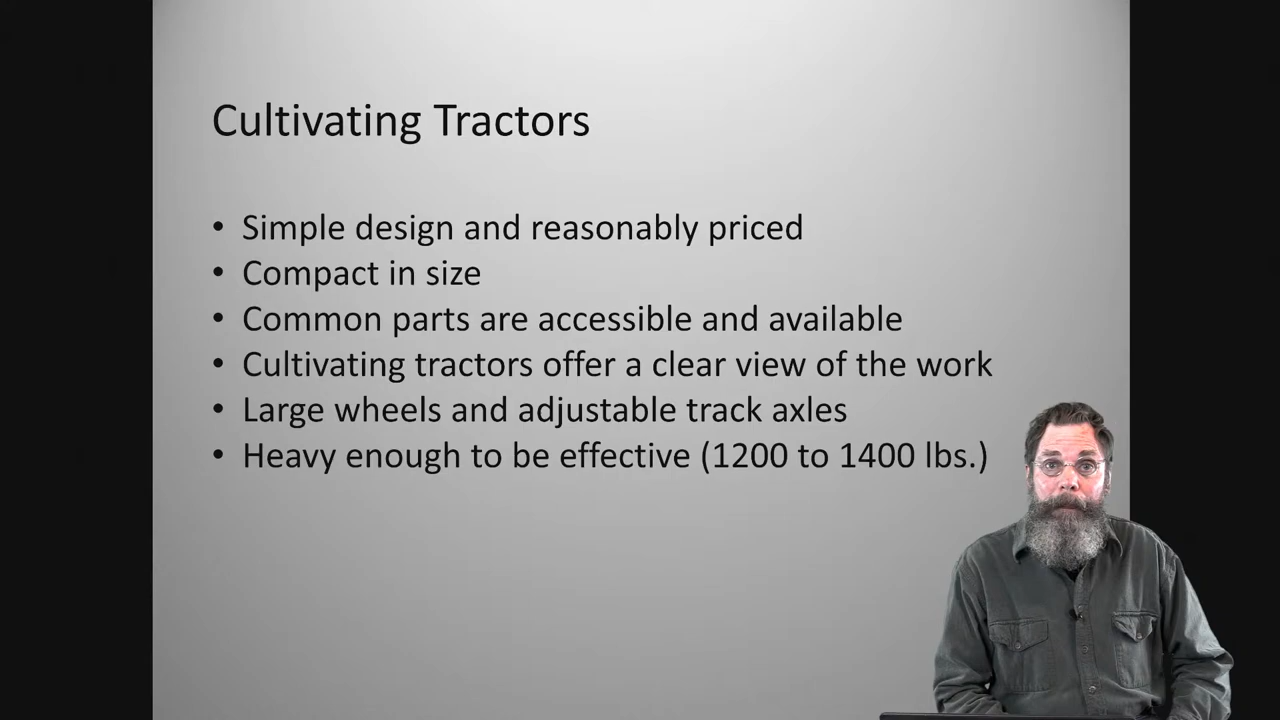 Cultivating Tractors
• Simple design and reasonably priced
• Compact in size
• Common parts are accessible and available
• Cultivating tractors offer a clear view of the work
• Large wheels and adjustable track axles
• Heavy enough to be effective (1200 to 1400 lbs.)